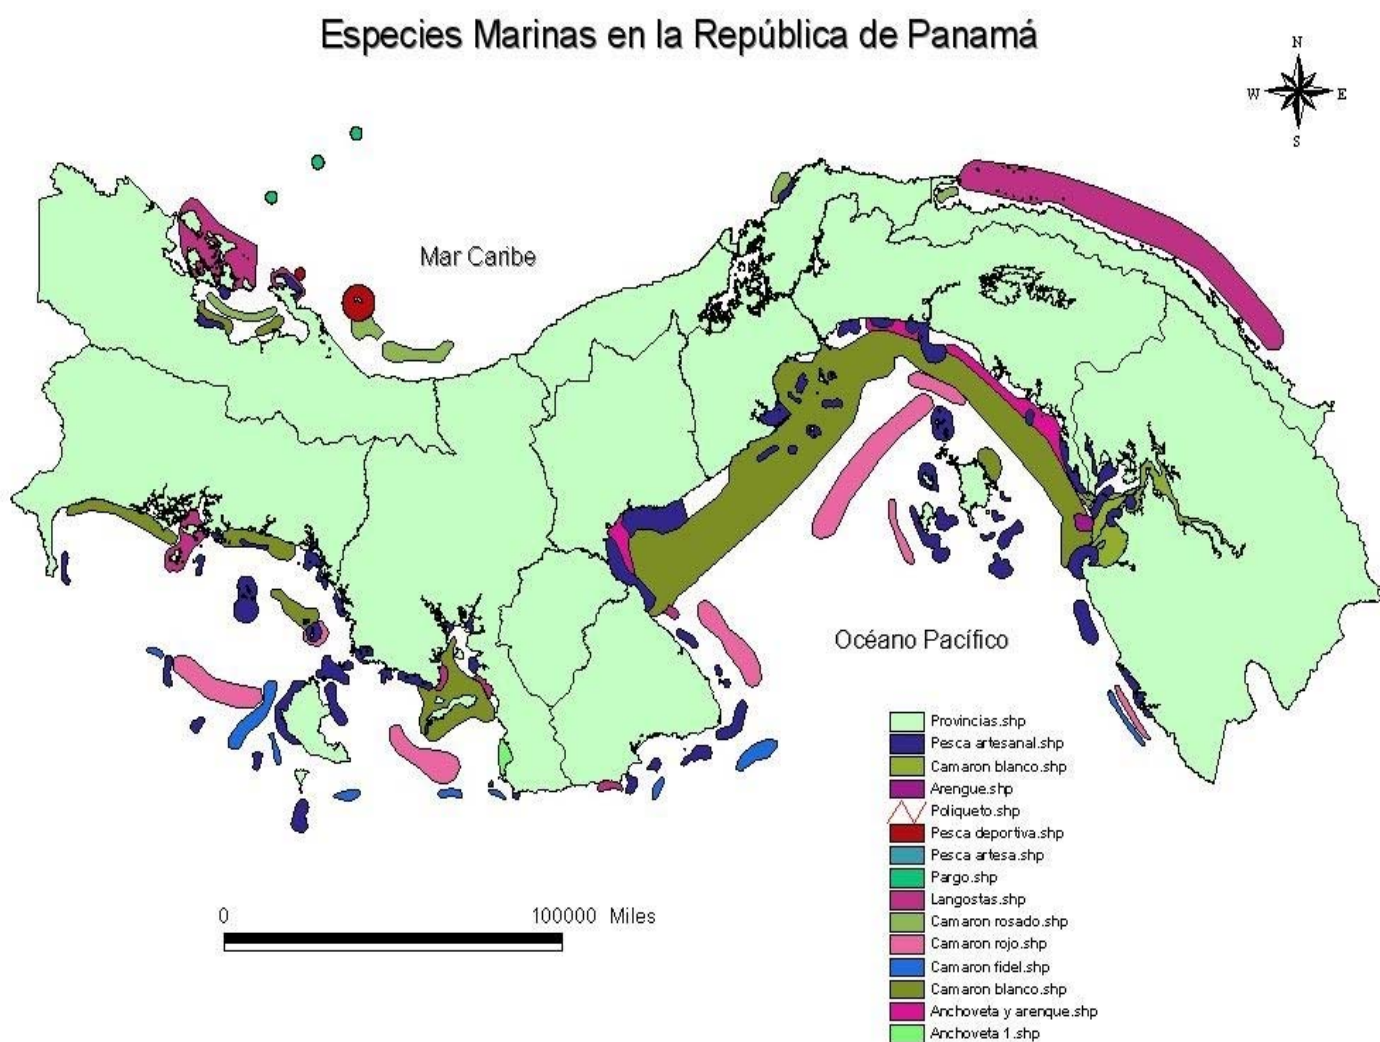 Especies Marinas en la República de Panamá
N
W E
S
Mar Caribe
Océano Pacífico
Provincias.shp
Pesca artesanal.shp
Camaron blanco.shp
Arengue.shp
Poliqueto.shp
Pesca deportiva.shp
Pesca artesa.shp
Pargo.shp
Langostas.shp
Camaron rosado.shp
Camaron rojo.shp
Camaron fidel.shp
Camaron blanco.shp
Anchoveta y arenque.shp
Anchoveta 1.shp
0 100000 Miles